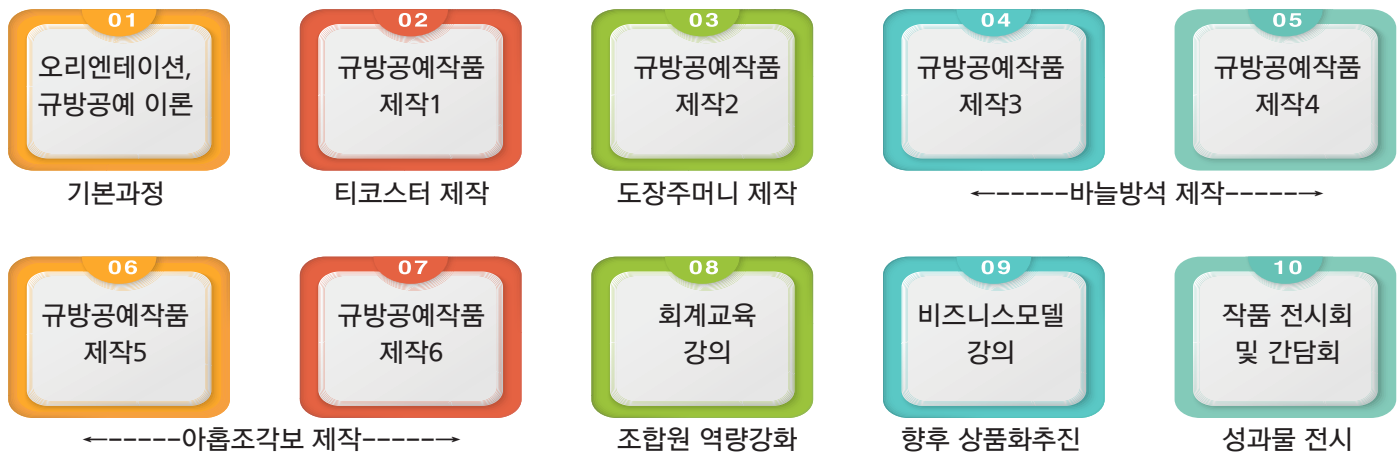 01
오리엔테이션,
규방공예 이론
기본과정
02
규방공예작품
제작1
티코스터 제작
03
규방공예작품
제작2
도장주머니 제작
04
규방공예작품
제작3
05
규방공예작품
제작4
←-----바늘방석 제작-----→
06
규방공예작품
제작5
07
규방공예작품
제작6
←-----아홉조각보 제작-----→
08
회계교육
강의
조합원 역량강화
09
비즈니스모델
강의
향후 상품화추진
10
작품 전시회
및 간담회
성과물 전시